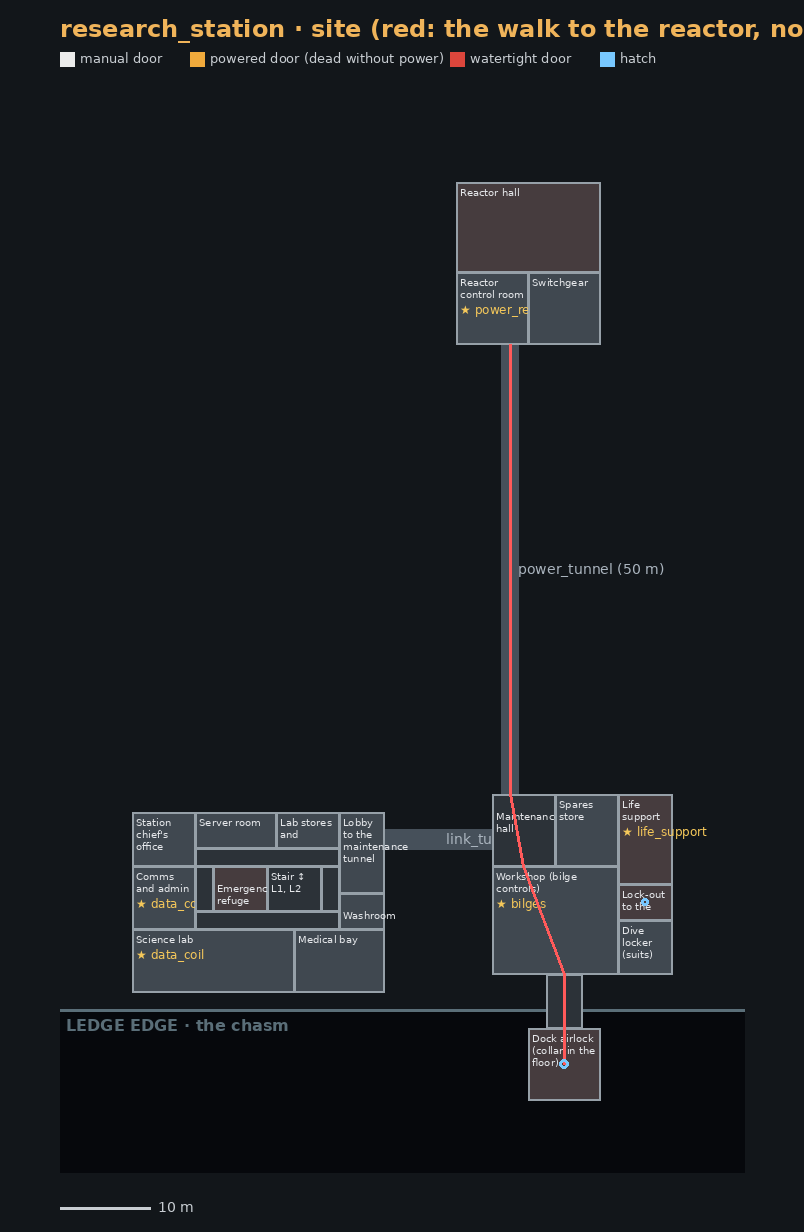 research_station · site (red: the walk to the reactor, no
manual door
powered door (dead without power)
watertight door
hatch
Reactor hall
Reactor
control room
★ power_re
Switchgear
power_tunnel (50 m)
Station
chief's
office
Server room
Lab stores
and
Lobby
to the
maintenance
tunnel
link_tu
Maintenanc
hall
Spares
store
Life
support
★ life_support
Comms
and admin
★ data_co
Emergenc
refuge
Stair ↕
L1, L2
Washroom
Workshop (bilge
controls)
★ bilges
Lock-out
to the
Dive
locker
(suits)
Science lab
★ data_coil
Medical bay
LEDGE EDGE · the chasm
Dock airlock
(collar in the
floor)
10 m